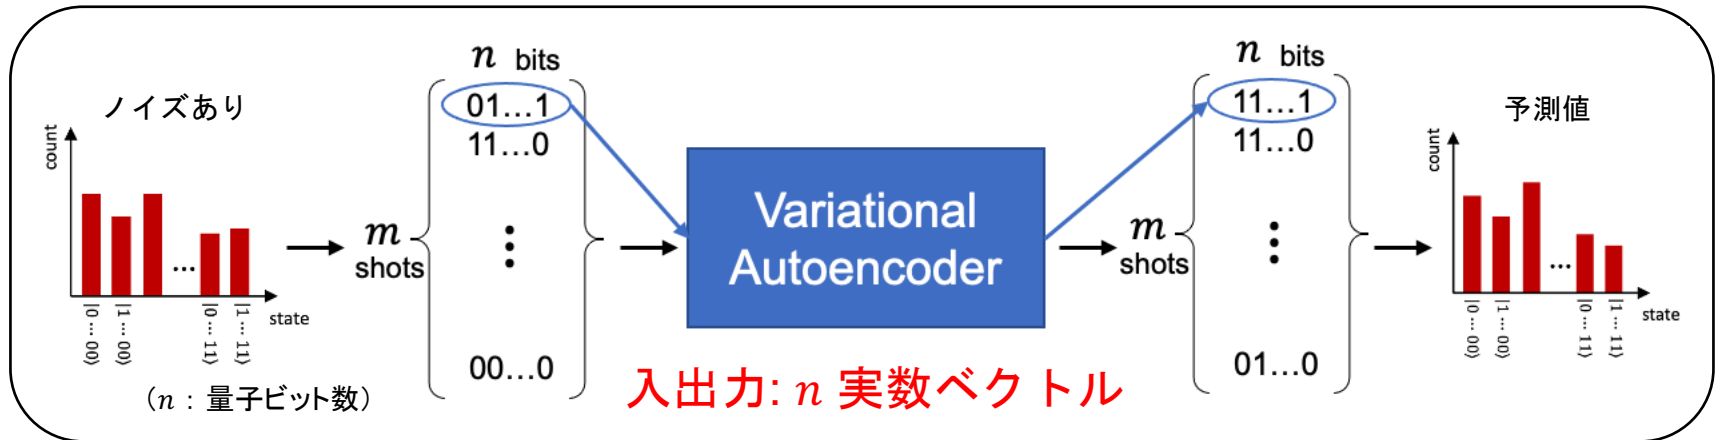 ノイズあり
count
state
|0 … 00⟩
|1 … 00⟩
...
|0 … 11⟩
|1 … 11⟩
(n : 量子ビット数)
n bits
01...1
11...0
⋮
00...0
m
shots
Variational
Autoencoder
入出力: n 実数ベクトル
n bits
11...1
11...0
⋮
01...0
m
shots
予測値
count
state
|0 … 00⟩
|1 … 00⟩
...
|0 … 11⟩
|1 … 11⟩